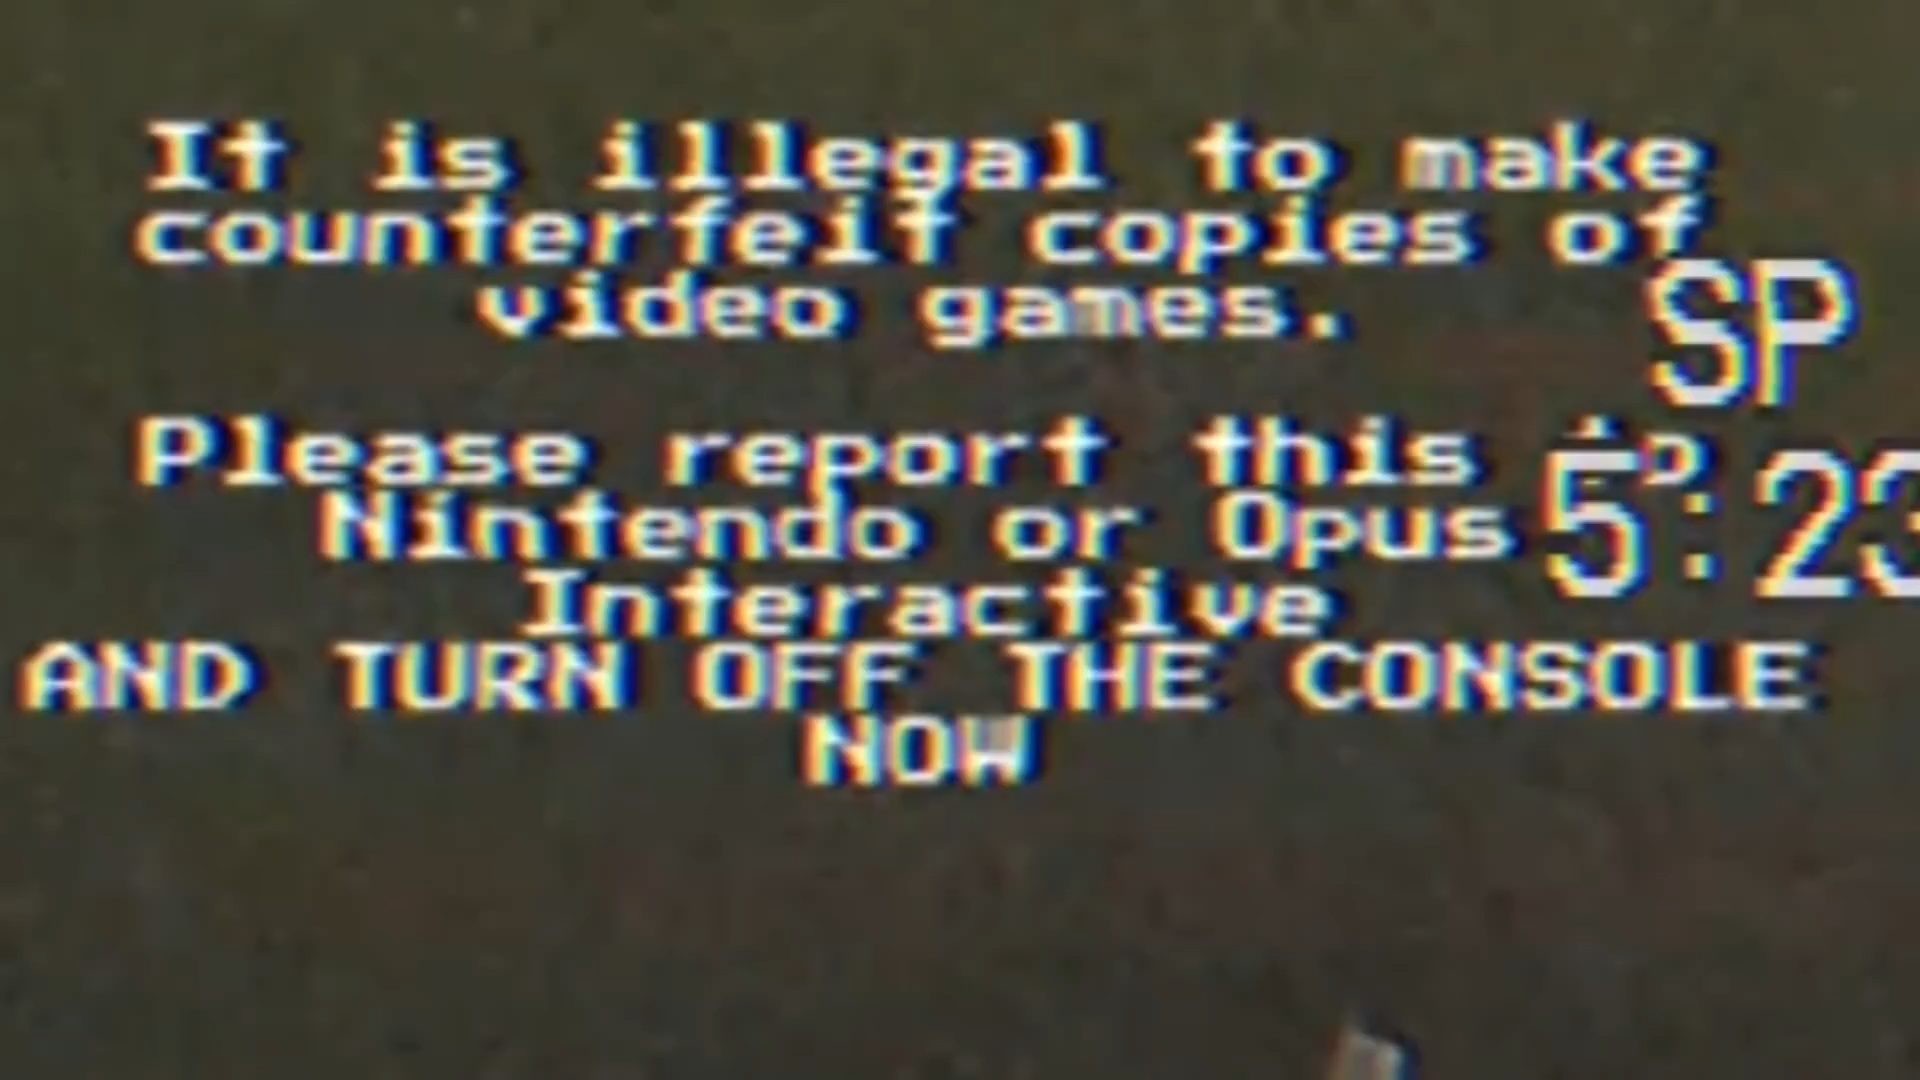 It is illegal to make
counterfeit copies of
video games.
SP
Please report this to
Nintendo or Opus
5:23
Interactive
AND TURN OFF THE CONSOLE
NOW